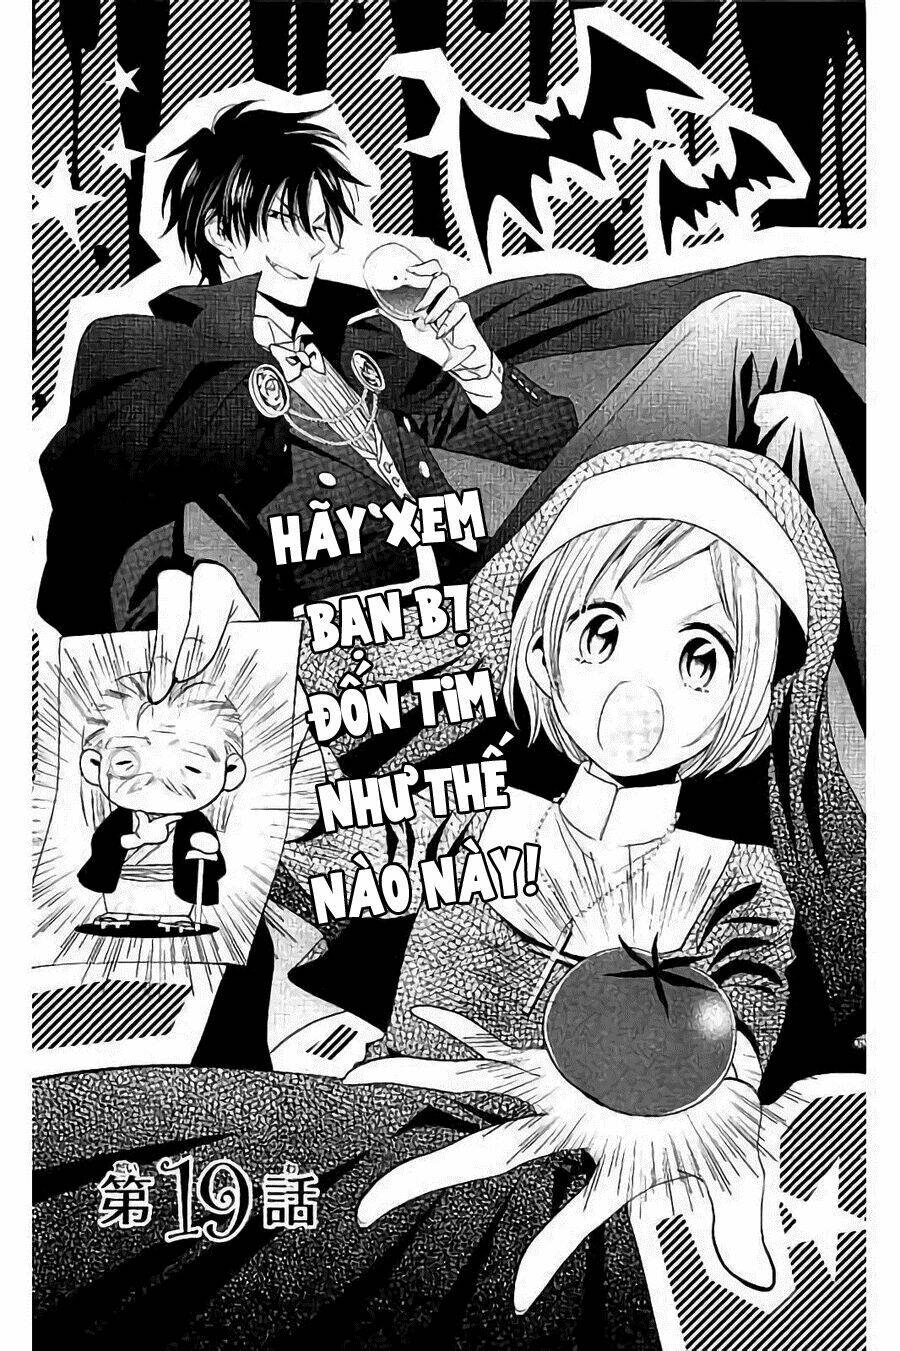 HÃY XEM
BẠN BỊ
ĐỐN TIM
NHƯ THẾ
NÀO NÀY!
第19話